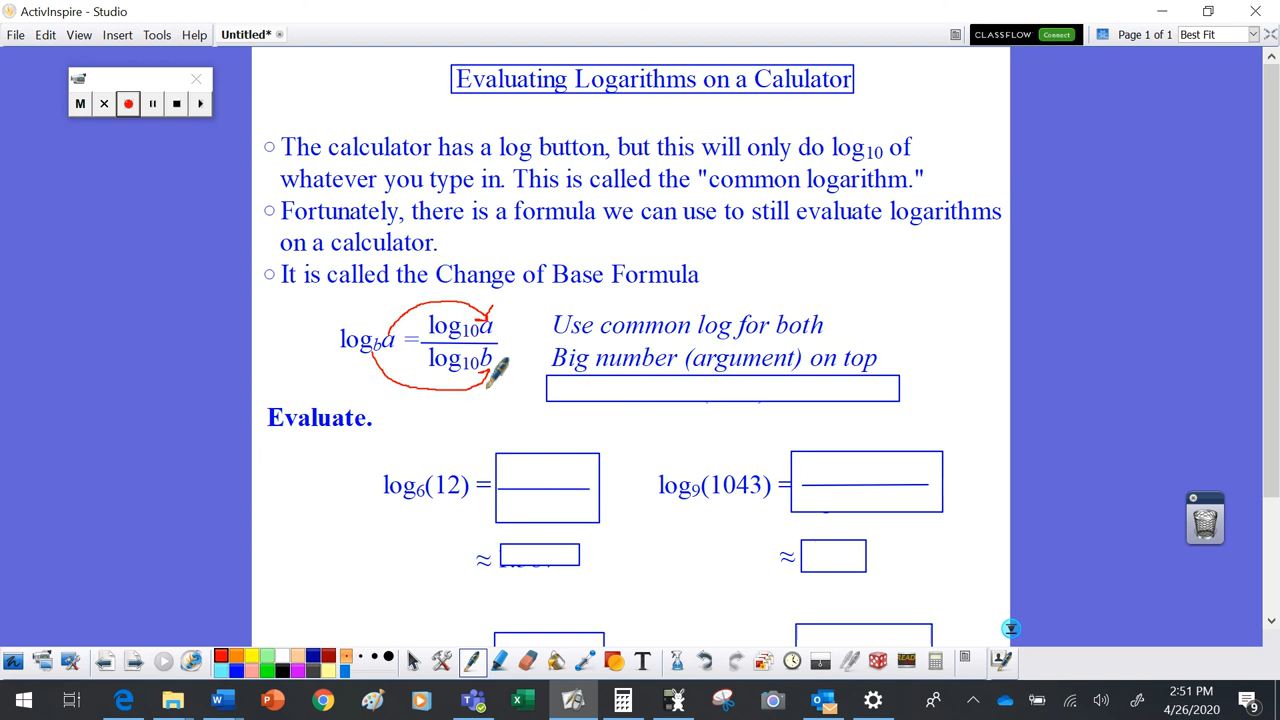 ActivInspire - Studio
File Edit View Insert Tools Help Untitled* CLASSFLOW Connect Page 1 of 1 Best Fit
M
Evaluating Logarithms on a Calulator
The calculator has a log button, but this will only do log₁₀ of
whatever you type in. This is called the "common logarithm."
Fortunately, there is a formula we can use to still evaluate logarithms
on a calculator.
It is called the Change of Base Formula
log_b a = log₁₀a / log₁₀b
Use common log for both
Big number (argument) on top
Evaluate.
log₆(12) =
log₉(1043) =
≈
≈
T
2:51 PM
4/26/2020
9